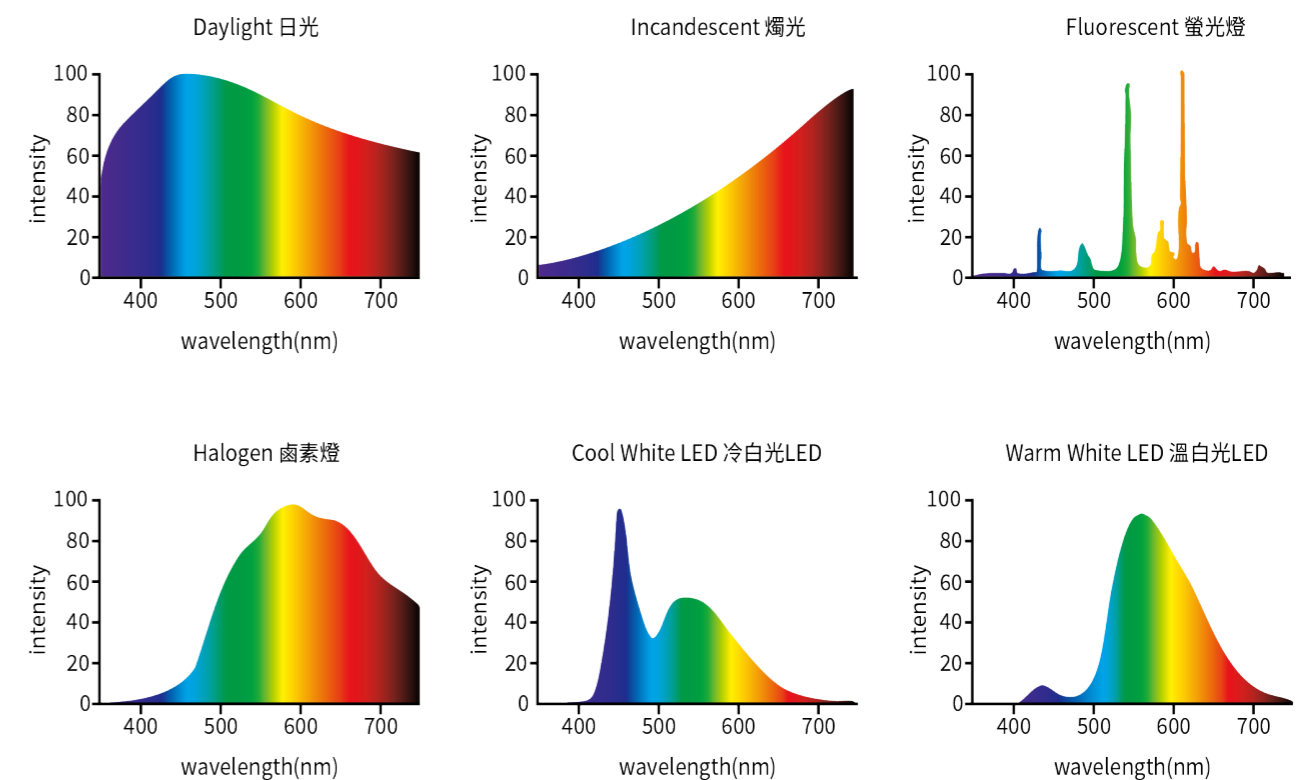 Daylight 日光
100
80
60
40
20
0
intensity
400 500 600 700
wavelength(nm)
Incandescent 燭光
100
80
60
40
20
0
intensity
400 500 600 700
wavelength(nm)
Fluorescent 螢光燈
100
80
60
40
20
0
intensity
400 500 600 700
wavelength(nm)
Halogen 鹵素燈
100
80
60
40
20
0
intensity
400 500 600 700
wavelength(nm)
Cool White LED 冷白光LED
100
80
60
40
20
0
intensity
400 500 600 700
wavelength(nm)
Warm White LED 溫白光LED
100
80
60
40
20
0
intensity
400 500 600 700
wavelength(nm)